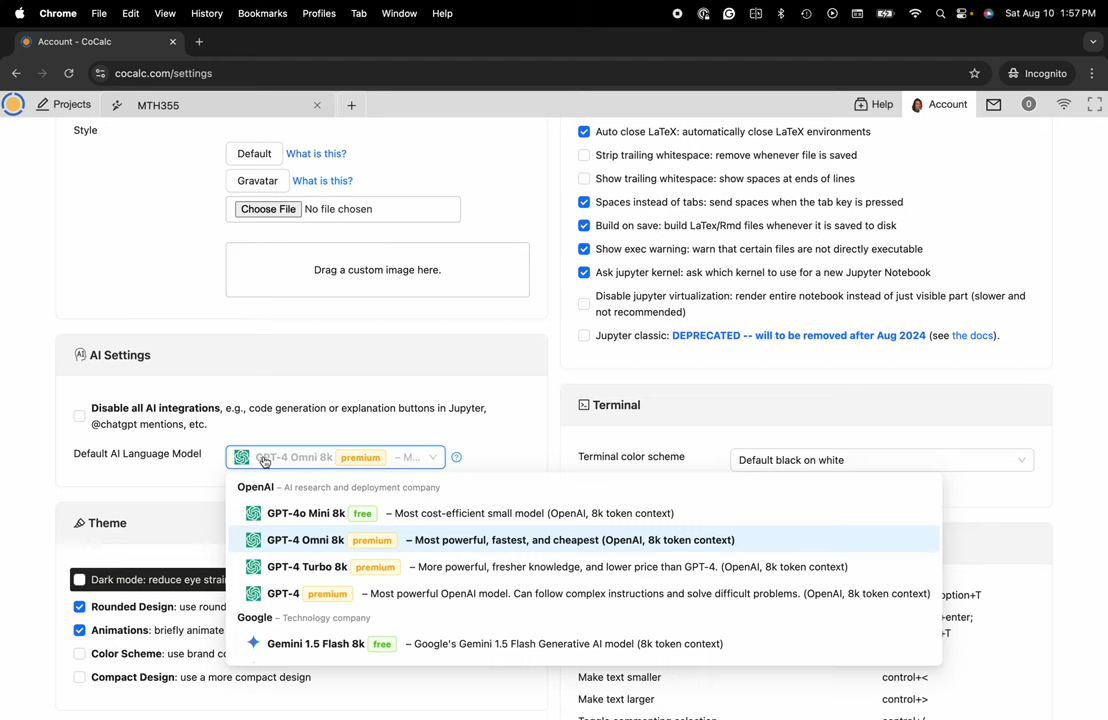 Chrome File Edit View History Bookmarks Profiles Tab Window Help Sat Aug 10 1:57 PM
Account - CoCalc
cocalc.com/settings Incognito
Projects MTH355 Help Account 0
Style
Default What is this?
Gravatar What is this?
Choose File No file chosen
Drag a custom image here.
AI Settings
Disable all AI integrations, e.g., code generation or explanation buttons in Jupyter,
@chatgpt mentions, etc.
Default AI Language Model GPT-4 Omni 8k premium – M...
OpenAI – AI research and deployment company
GPT-4o Mini 8k free – Most cost-efficient small model (OpenAI, 8k token context)
GPT-4 Omni 8k premium – Most powerful, fastest, and cheapest (OpenAI, 8k token context)
GPT-4 Turbo 8k premium – More powerful, fresher knowledge, and lower price than GPT-4. (OpenAI, 8k token context)
GPT-4 premium – Most powerful OpenAI model. Can follow complex instructions and solve difficult problems. (OpenAI, 8k token context)
Google – Technology company
Gemini 1.5 Flash 8k free – Google's Gemini 1.5 Flash Generative AI model (8k token context)
Theme
Dark mode: reduce eye strai
Rounded Design: use round
Animations: briefly animate
Color Scheme: use brand c
Compact Design: use a more compact design
Auto close LaTeX: automatically close LaTeX environments
Strip trailing whitespace: remove whenever file is saved
Show trailing whitespace: show spaces at ends of lines
Spaces instead of tabs: send spaces when the tab key is pressed
Build on save: build LaTex/Rmd files whenever it is saved to disk
Show exec warning: warn that certain files are not directly executable
Ask jupyter kernel: ask which kernel to use for a new Jupyter Notebook
Disable jupyter virtualization: render entire notebook instead of just visible part (slower and
not recommended)
Jupyter classic: DEPRECATED -- will to be removed after Aug 2024 (see the docs).
Terminal
Terminal color scheme Default black on white
option+T
+enter;
+T
Make text smaller control+<
Make text larger control+>